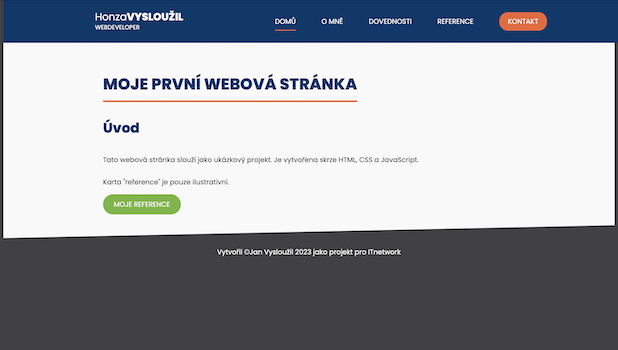 HonzaVYSLOUŽIL
WEBDEVELOPER
DOMŮ
O MNĚ
DOVEDNOSTI
REFERENCE
KONTAKT
MOJE PRVNÍ WEBOVÁ STRÁNKA
Úvod
Tato webová stránka slouží jako ukázkový projekt. Je vytvořena skrze HTML, CSS a JavaScript.
Karta "reference" je pouze ilustrativní.
MOJE REFERENCE
Vytvořil ©Jan Vysloužil 2023 jako projekt pro ITnetwork